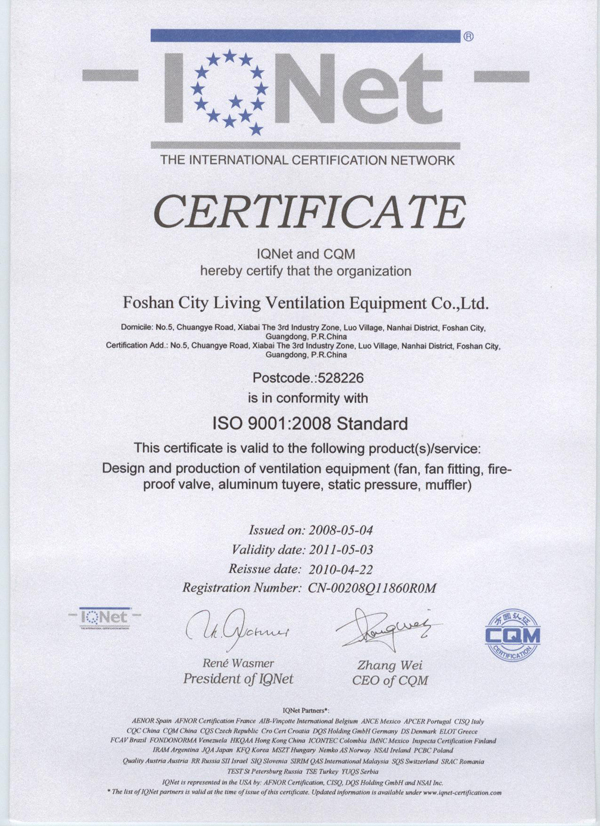 IQNet®
THE INTERNATIONAL CERTIFICATION NETWORK
CERTIFICATE
IQNet and CQM
hereby certify that the organization
Foshan City Living Ventilation Equipment Co.,Ltd.
Domicile: No.5, Chuangye Road, Xiabai The 3rd Industry Zone, Luo Village, Nanhai District, Foshan City,
Guangdong, P.R.China
Certification Add.: No.5, Chuangye Road, Xiabai The 3rd Industry Zone, Luo Village, Nanhai District, Foshan City,
Guangdong, P.R.China
Postcode.:528226
is in conformity with
ISO 9001:2008 Standard
This certificate is valid to the following product(s)/service:
Design and production of ventilation equipment (fan, fan fitting, fire-
proof valve, aluminum tuyere, static pressure, muffler)
Issued on: 2008-05-04
Validity date: 2011-05-03
Reissue date: 2010-04-22
Registration Number: CN-00208Q11860R0M
IQNet
René Wasmer
President of IQNet
Zhang Wei
CEO of CQM
方圆认证
CQM
CERTIFICATION
IQNet Partners*:
AENOR Spain AFNOR Certification France AIB-Vinçotte International Belgium ANCE Mexico APCER Portugal CISQ Italy
CQC China CQM China CQS Czech Republic Cro Cert Croatia DQS Holding GmbH Germany DS Denmark ELOT Greece
FCAV Brazil FONDONORMA Venezuela HKQAA Hong Kong China ICONTEC Colombia IMNC Mexico Inspecta Certification Finland
IRAM Argentina JQA Japan KFQ Korea MSZT Hungary Nemko AS Norway NSAI Ireland PCBC Poland
Quality Austria Austria RR Russia SII Israel SIQ Slovenia SIRIM QAS International Malaysia SQS Switzerland SRAC Romania
TEST St Petersburg Russia TSE Turkey YUQS Serbia
IQNet is represented in the USA by: AFNOR Certification, CISQ, DQS Holding GmbH and NSAI Inc.
* The list of IQNet partners is valid at the time of issue of this certificate. Updated information is available under www.iqnet-certification.com